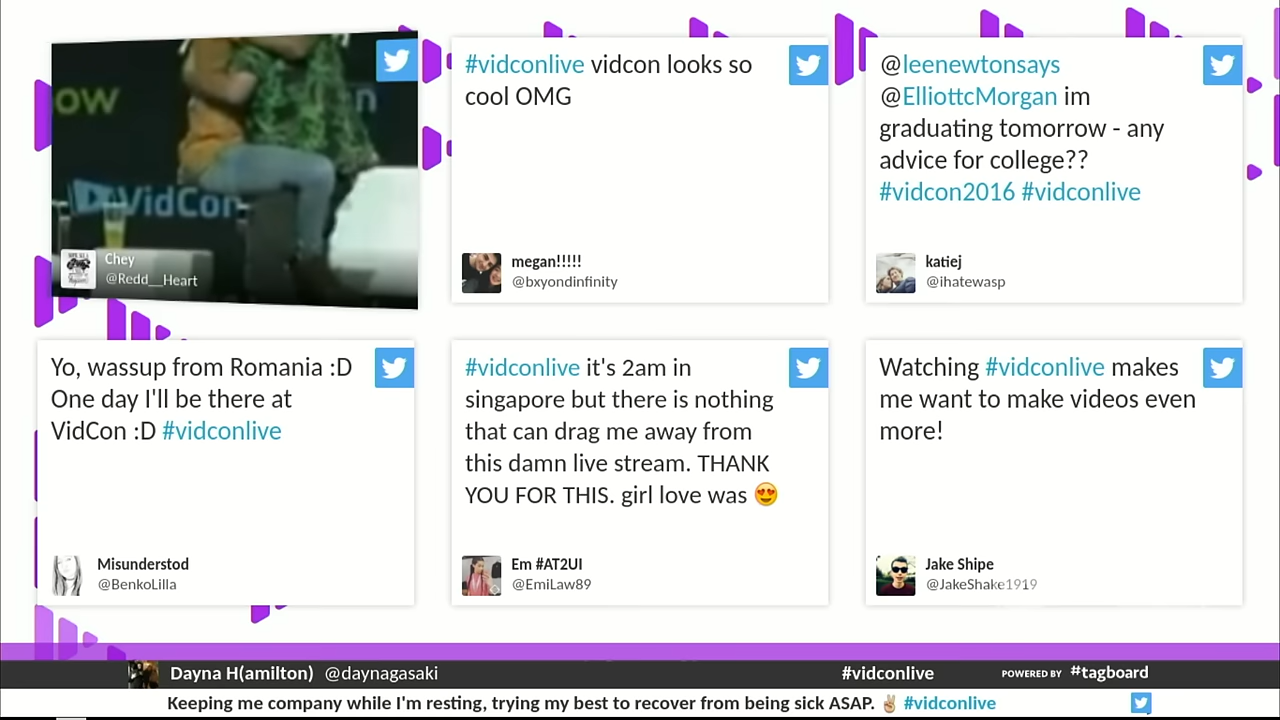 ow
n
VidCon
Chey
@Redd__Heart
#vidconlive vidcon looks so
cool OMG
megan!!!!!
@bxyondinfinity
@leenewtonsays
@ElliottcMorgan im
graduating tomorrow - any
advice for college??
#vidcon2016 #vidconlive
katiej
@ihatewasp
Yo, wassup from Romania :D
One day I'll be there at
VidCon :D #vidconlive
Misunderstod
@BenkoLilla
#vidconlive it's 2am in
singapore but there is nothing
that can drag me away from
this damn live stream. THANK
YOU FOR THIS. girl love was 😍
Em #AT2UI
@EmiLaw89
Watching #vidconlive makes
me want to make videos even
more!
Jake Shipe
@JakeShake1919
Dayna H(amilton) @daynagasaki #vidconlive POWERED BY #tagboard
Keeping me company while I'm resting, trying my best to recover from being sick ASAP. ✌🏼 #vidconlive